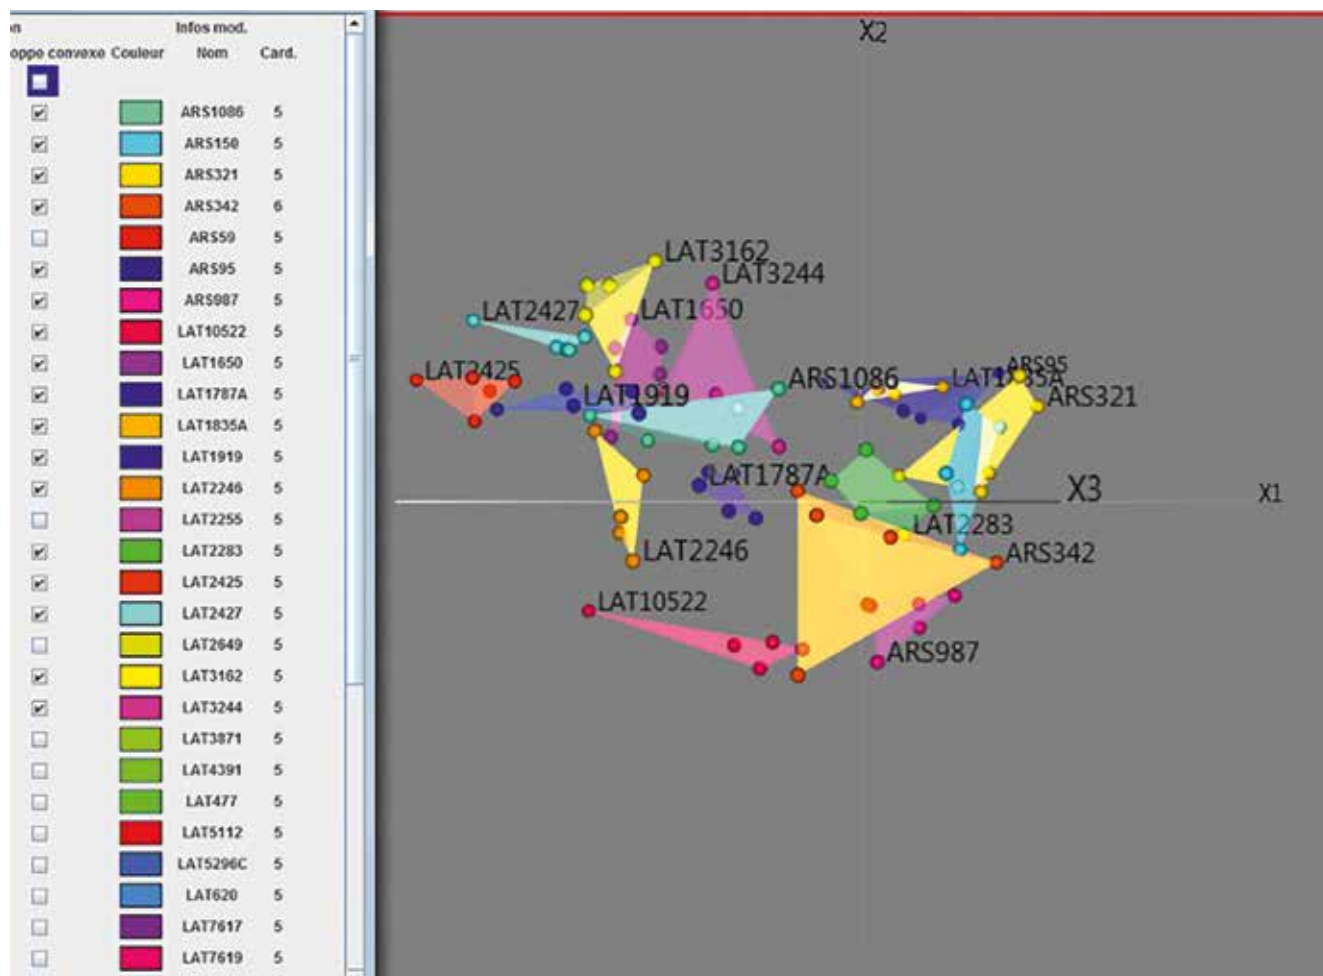 on Infos mod.
oppe convexe Couleur Nom Card.
ARS1086 5
ARS150 5
ARS321 5
ARS342 6
ARS59 5
ARS95 5
ARS987 5
LAT10522 5
LAT1650 5
LAT1787A 5
LAT1835A 5
LAT1919 5
LAT2246 5
LAT2255 5
LAT2283 5
LAT2425 5
LAT2427 5
LAT2649 5
LAT3162 5
LAT3244 5
LAT3871 5
LAT4391 5
LAT477 5
LAT5112 5
LAT5296C 5
LAT620 5
LAT7617 5
LAT7619 5
X2
LAT3162
LAT3244
LAT2427
LAT1650
LAT2425
ARS95
ARS1086
LAT1835A
LAT1919
ARS321
LAT1787A
X3
X1
LAT2283
LAT2246
ARS342
LAT10522
ARS987